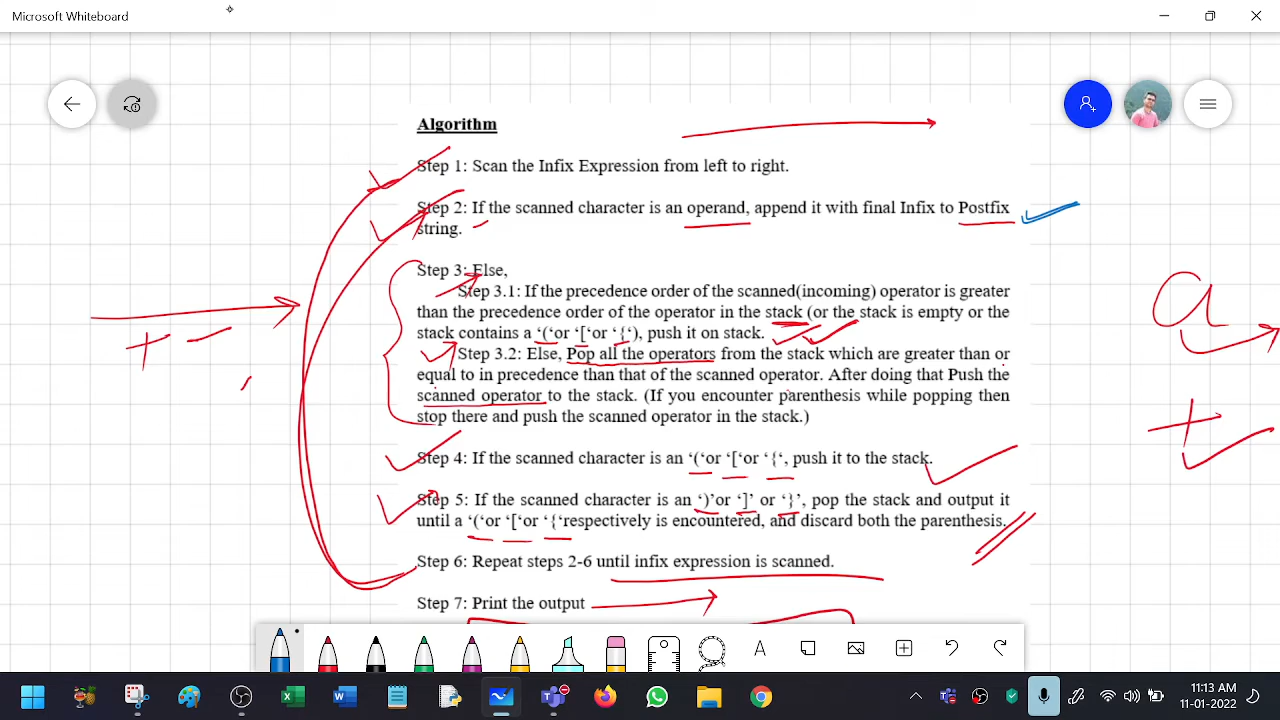 Microsoft Whiteboard
Algorithm
Step 1: Scan the Infix Expression from left to right.
Step 2: If the scanned character is an operand, append it with final Infix to Postfix
string.
Step 3: Else,
Step 3.1: If the precedence order of the scanned(incoming) operator is greater
than the precedence order of the operator in the stack (or the stack is empty or the
stack contains a ‘(‘or ‘[‘or ‘{‘), push it on stack.
Step 3.2: Else, Pop all the operators from the stack which are greater than or
equal to in precedence than that of the scanned operator. After doing that Push the
scanned operator to the stack. (If you encounter parenthesis while popping then
stop there and push the scanned operator in the stack.)
Step 4: If the scanned character is an ‘(‘or ‘[‘or ‘{‘, push it to the stack.
Step 5: If the scanned character is an ‘)’or ‘]’ or ‘}’, pop the stack and output it
until a ‘(‘or ‘[‘or ‘{‘respectively is encountered, and discard both the parenthesis.
Step 6: Repeat steps 2-6 until infix expression is scanned.
Step 7: Print the output
+ -
a
+
A
11:13 AM
11-01-2022